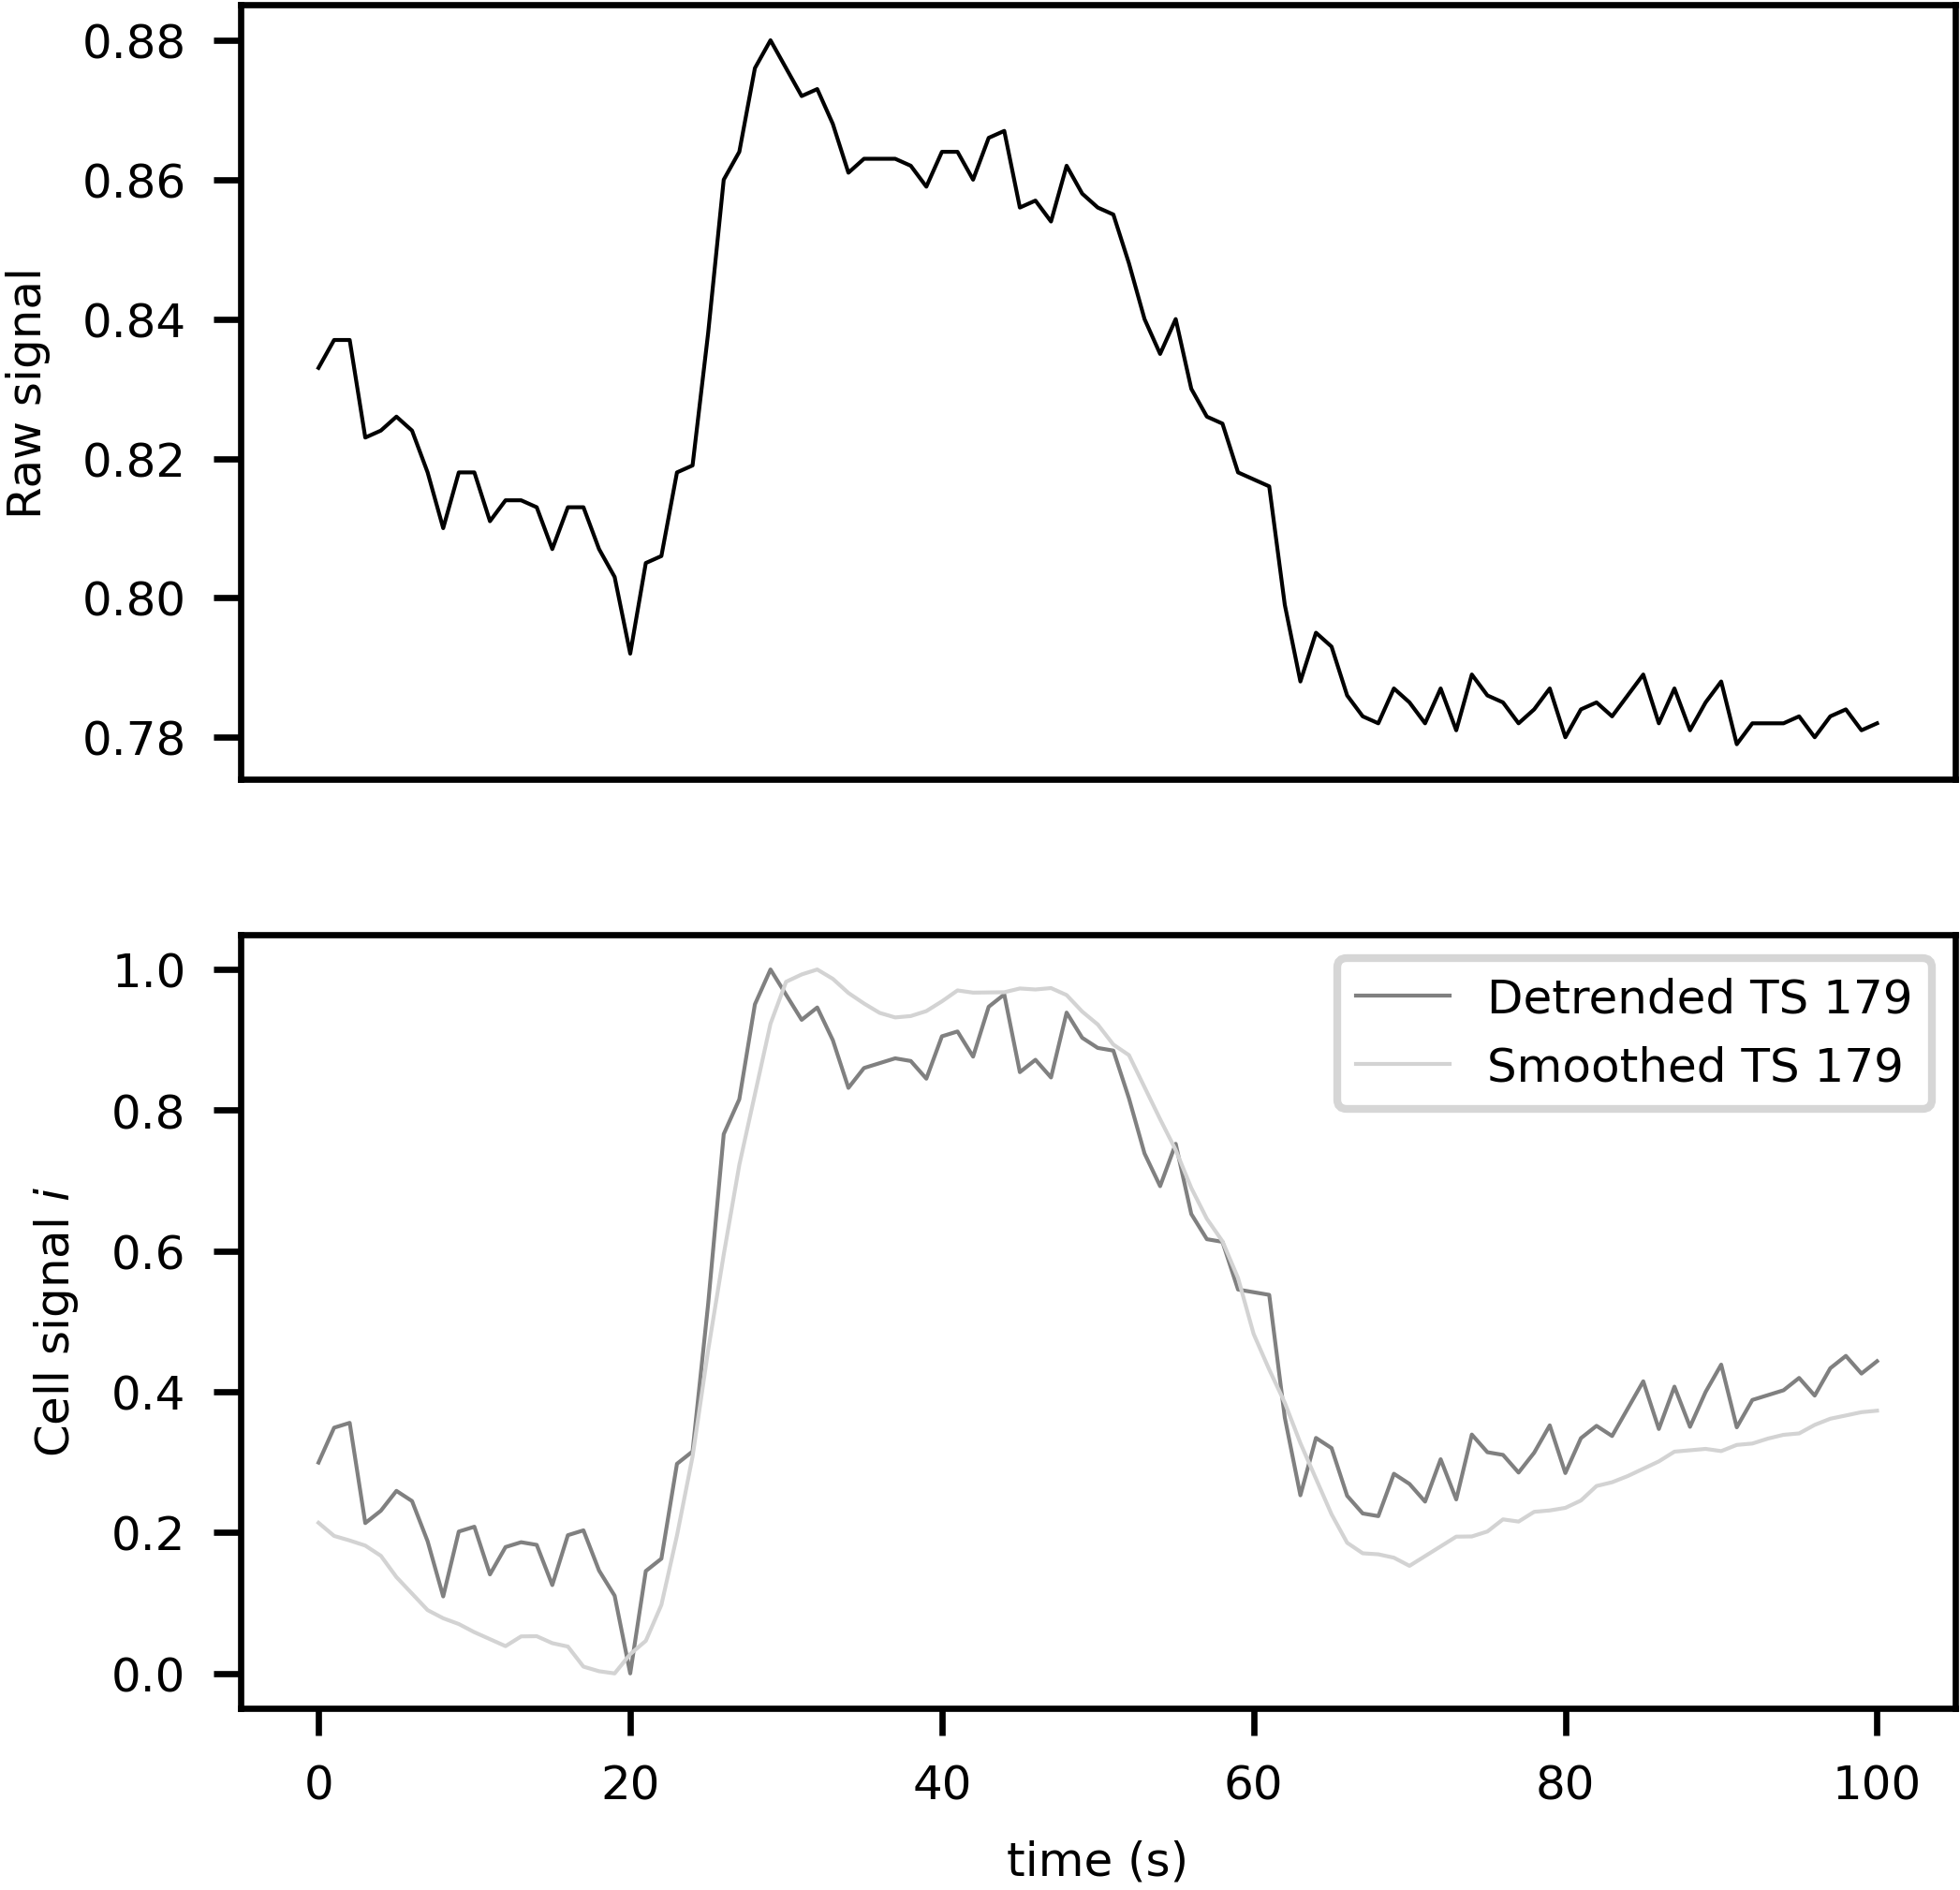 0.88
0.86
0.84
0.82
0.80
0.78
Raw signal
1.0
0.8
0.6
0.4
0.2
0.0
Cell signal i
Detrended TS 179
Smoothed TS 179
0 20 40 60 80 100
time (s)